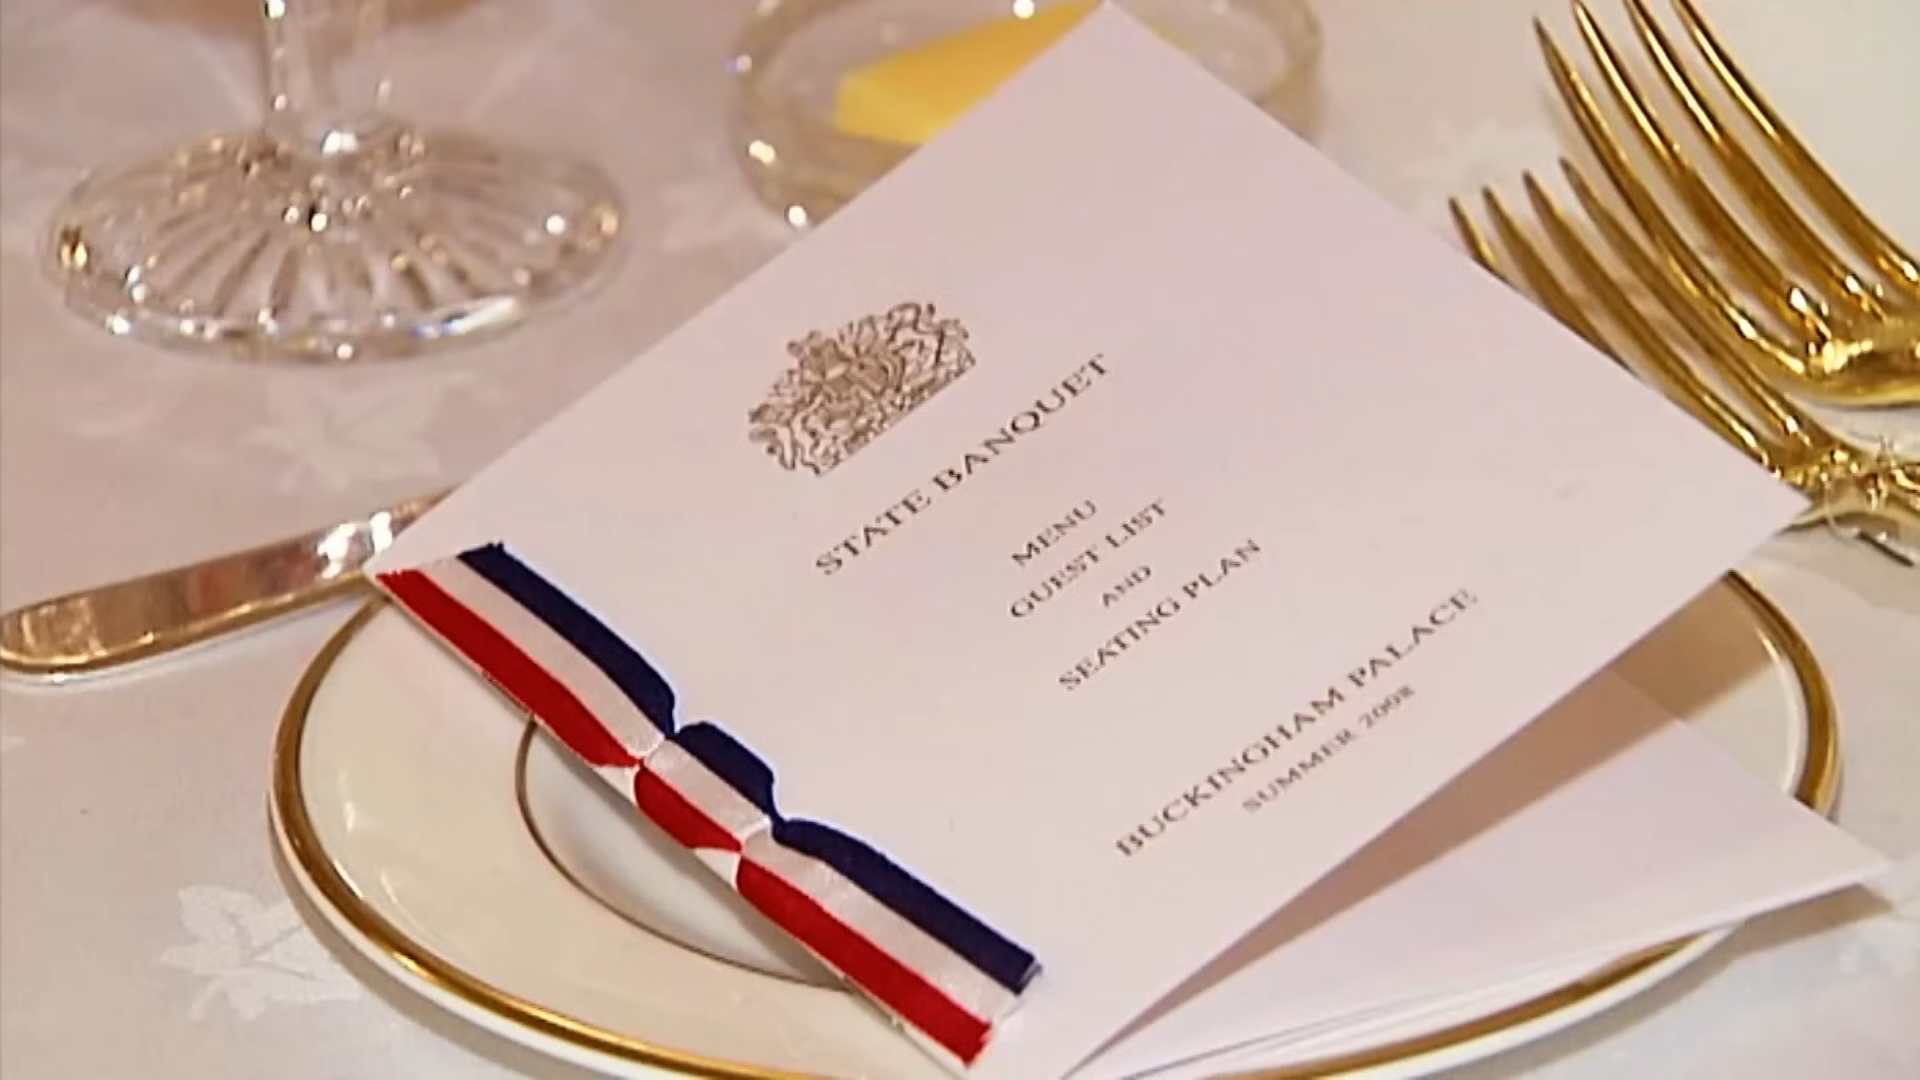 STATE BANQUET
MENU
GUEST LIST
AND
SEATING PLAN
BUCKINGHAM PALACE
SUMMER 2008